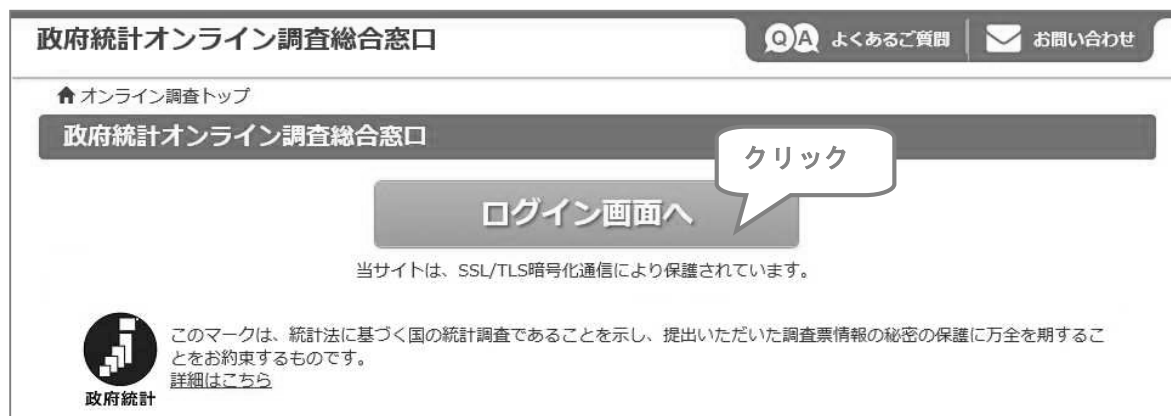 政府統計オンライン調査総合窓口
QA よくあるご質問
お問い合わせ
オンライン調査トップ
政府統計オンライン調査総合窓口
クリック
ログイン画面へ
当サイトは、SSL/TLS暗号化通信により保護されています。
このマークは、統計法に基づく国の統計調査であることを示し、提出いただいた調査票情報の秘密の保護に万全を期するこ
とをお約束するものです。
詳細はこちら
政府統計